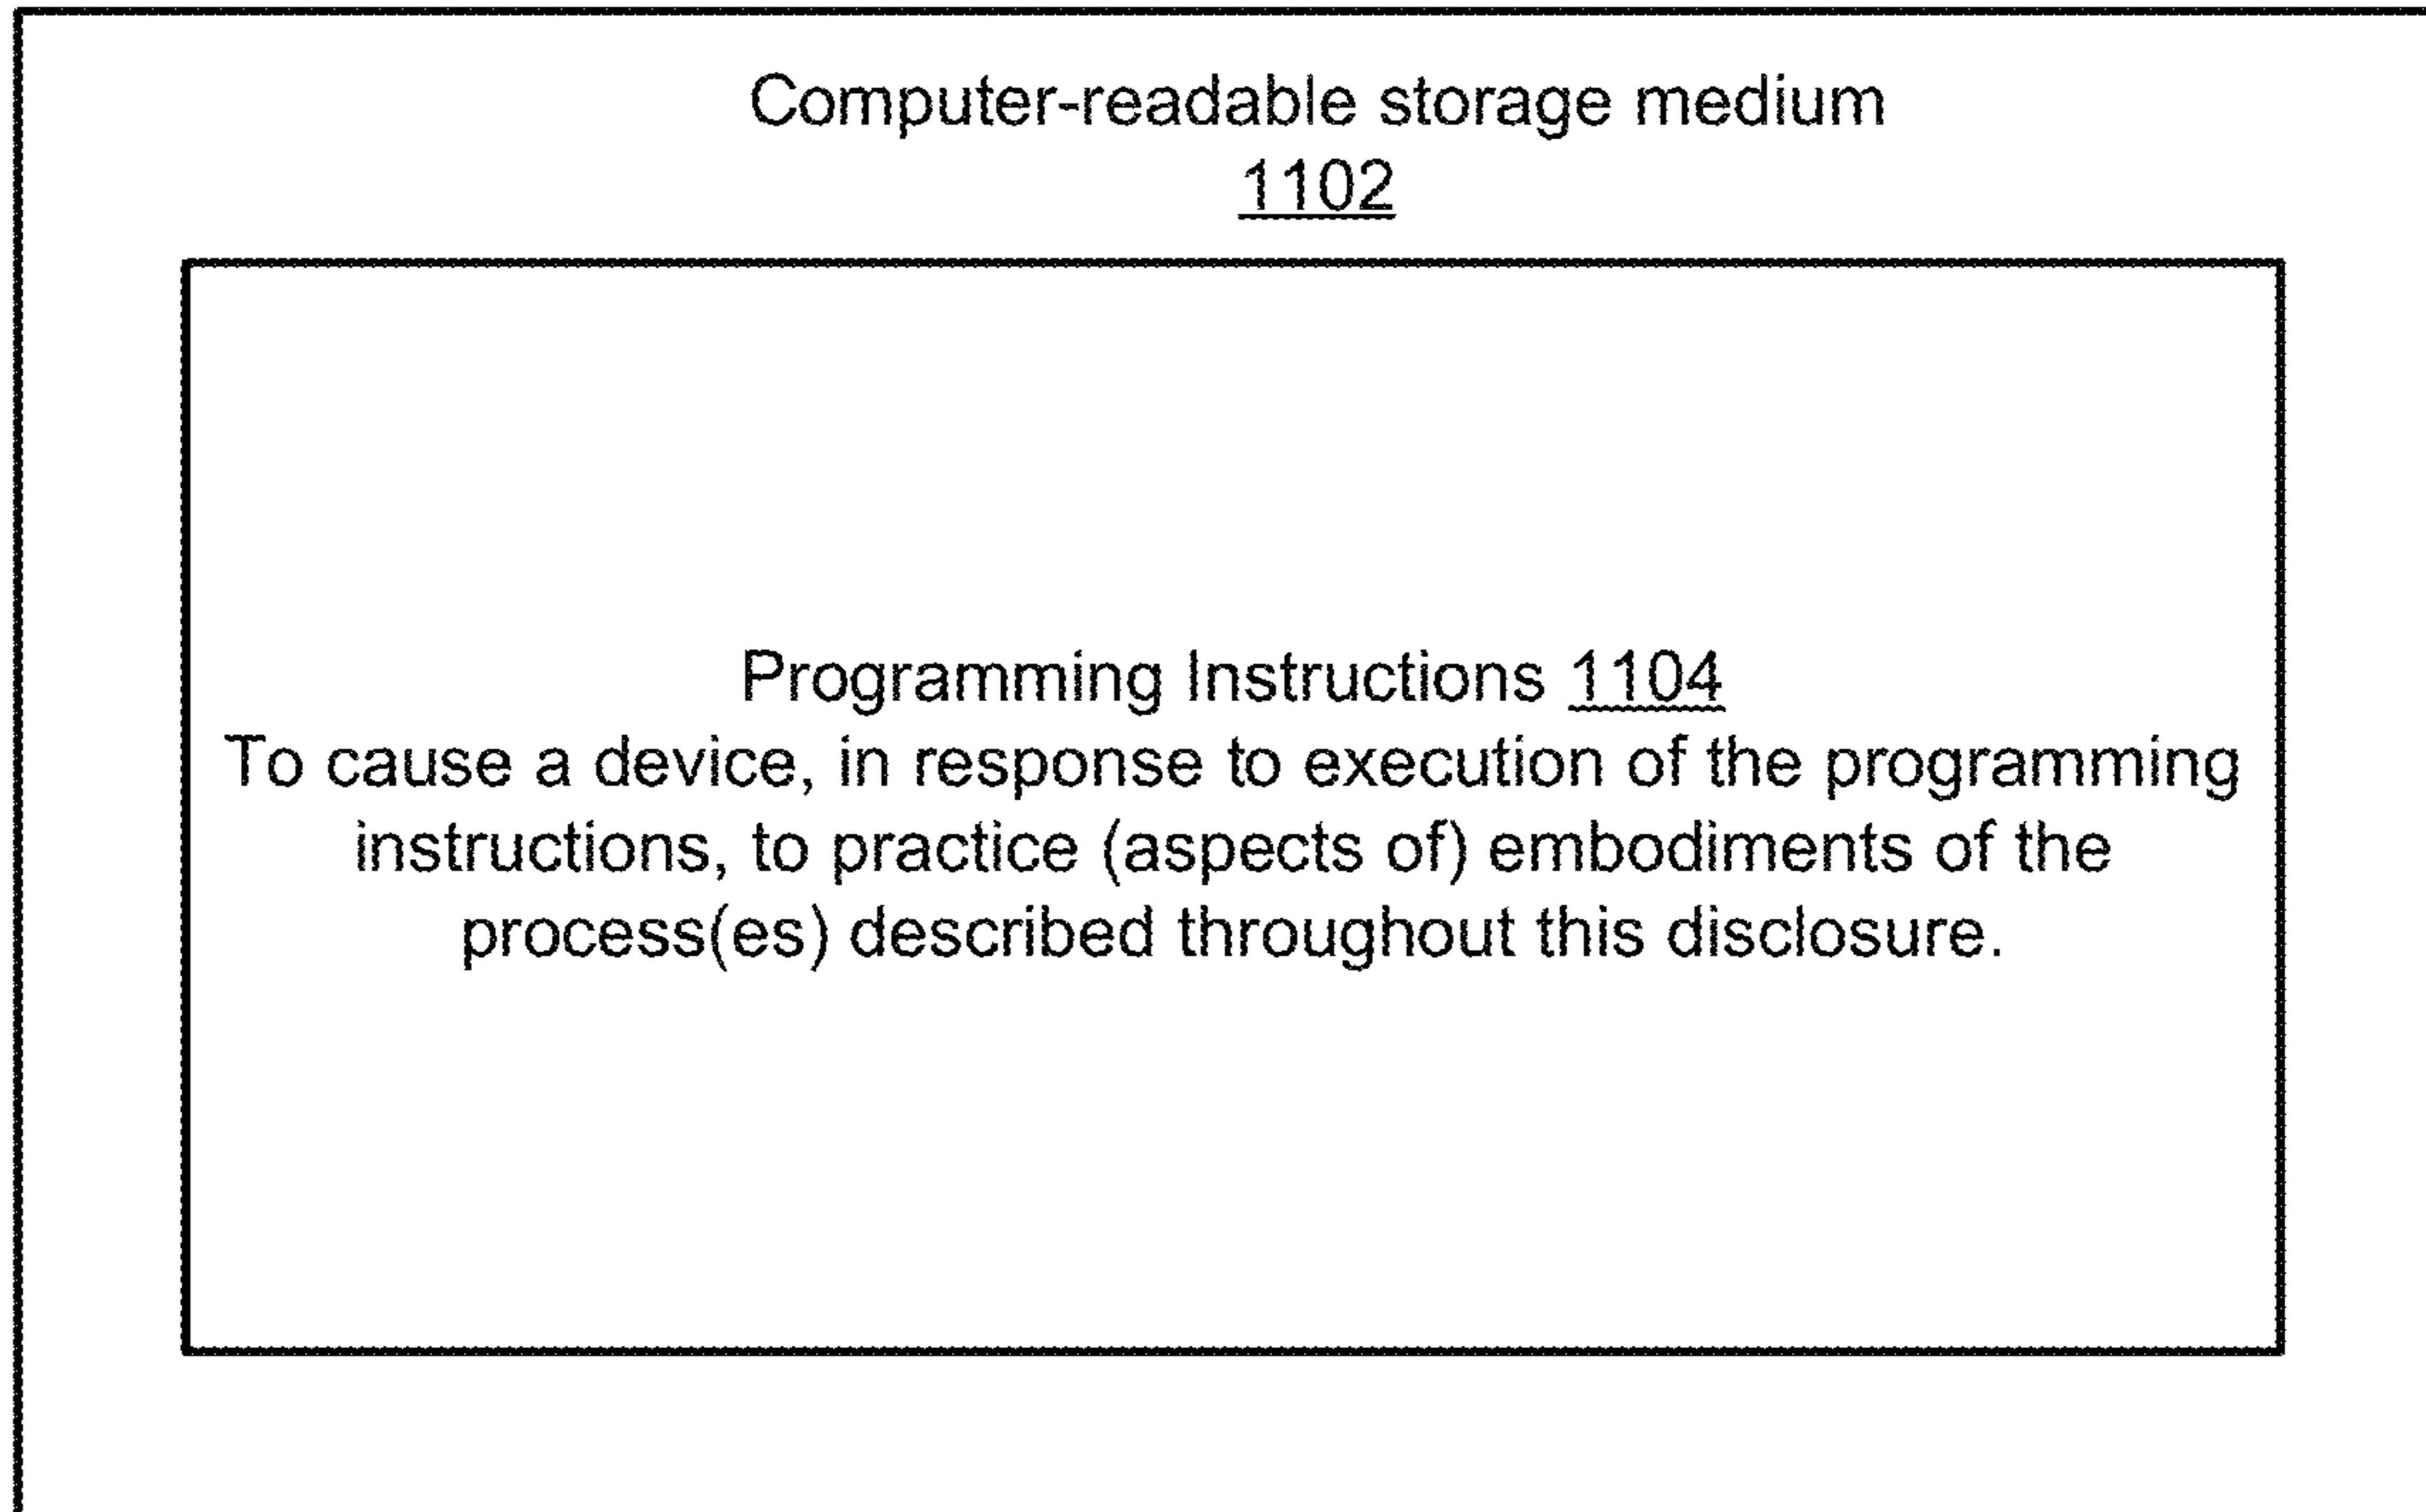 Computer-readable storage medium
1102
Programming Instructions 1104
To cause a device, in response to execution of the programming
instructions, to practice (aspects of) embodiments of the
process(es) described throughout this disclosure.